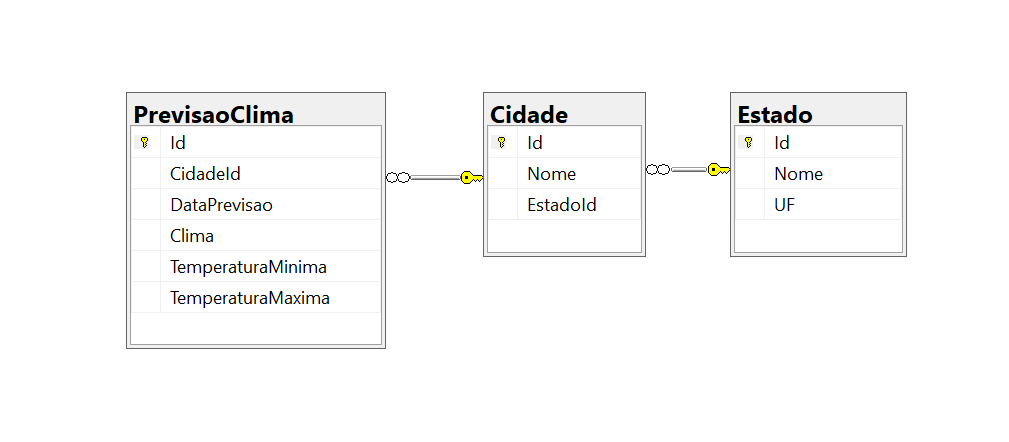 PrevisaoClima
Id
CidadeId
DataPrevisao
Clima
TemperaturaMinima
TemperaturaMaxima
Cidade
Id
Nome
EstadoId
Estado
Id
Nome
UF